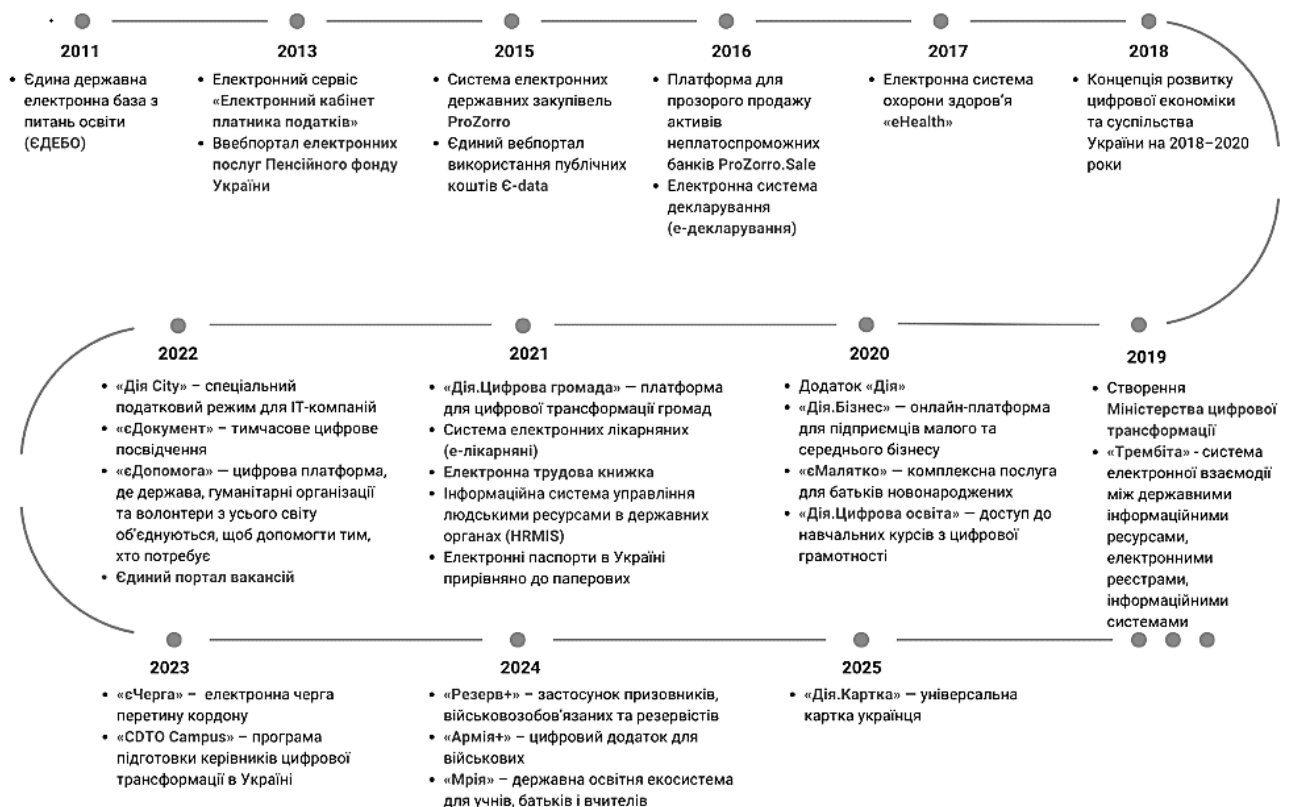 2011
• Єдина державна
електронна база з
питань освіти
(ЄДЕБО)
2013
• Електронний сервіс
«Електронний кабінет
платника податків»
• Ввебпортал електронних
послуг Пенсійного фонду
України
2015
• Система електронних
державних закупівель
ProZorro
• Єдиний вебпортал
використання публічних
коштів Є-data
2016
• Платформа для
прозорого продажу
активів
неплатоспроможних
банків ProZorro.Sale
• Електронна система
декларування
(е-декларування)
2017
• Електронна система
охорони здоров'я
«eHealth»
2018
• Концепція розвитку
цифрової економіки
та суспільства
України на 2018–2020
роки
2019
• Створення
Міністерства цифрової
трансформації
• «Трембіта» - система
електронної взаємодії
між державними
інформаційними
ресурсами,
електронними
реєстрами,
інформаційними
системами
2020
• Додаток «Дія»
• «Дія.Бізнес» — онлайн-платформа
для підприємців малого та
середнього бізнесу
• «єМалятко» — комплексна послуга
для батьків новонароджених
• «Дія.Цифрова освіта» — доступ до
навчальних курсів з цифрової
грамотності
2021
• «Дія.Цифрова громада» — платформа
для цифрової трансформації громад
• Система електронних лікарняних
(е-лікарняні)
• Електронна трудова книжка
• Інформаційна система управління
людськими ресурсами в державних
органах (HRMIS)
• Електронні паспорти в Україні
прирівняно до паперових
2022
• «Дія City» – спеціальний
податковий режим для ІТ-компаній
• «єДокумент» – тимчасове цифрове
посвідчення
• «єДопомога» — цифрова платформа,
де держава, гуманітарні організації
та волонтери з усього світу
об'єднуються, щоб допомогти тим,
хто потребує
• Єдиний портал вакансій
2023
• «єЧерга» – електронна черга
перетину кордону
• «CDTO Campus» – програма
підготовки керівників цифрової
трансформації в Україні
2024
• «Резерв+» – застосунок призовників,
військовозобов'язаних та резервістів
• «Армія+» – цифровий додаток для
військових
• «Мрія» – державна освітня екосистема
для учнів, батьків і вчителів
2025
• «Дія.Картка» — універсальна
картка українця